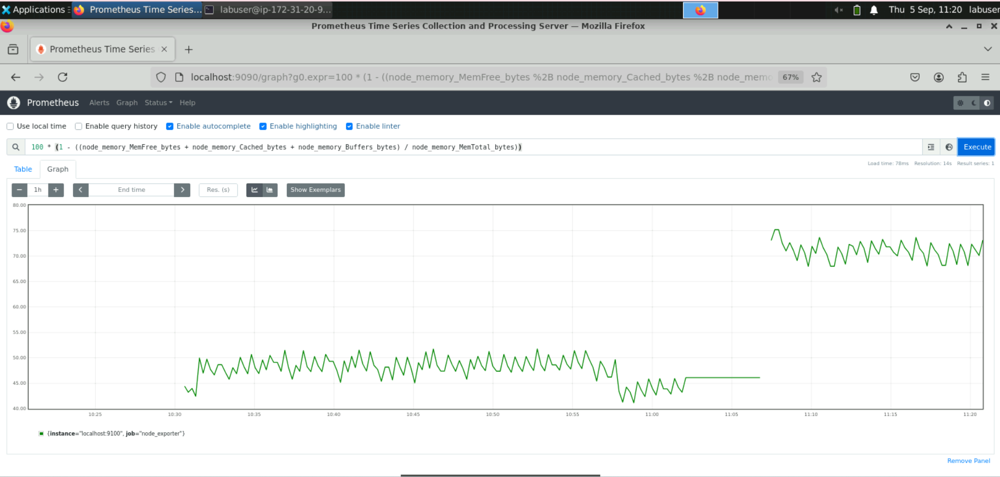 Applications Prometheus Time Series... labuser@ip-172-31-20-9... Thu 5 Sep, 11:20 labuser
Prometheus Time Series Collection and Processing Server — Mozilla Firefox
Prometheus Time Series
localhost:9090/graph?g0.expr=100 * (1 - ((node_memory_MemFree_bytes %2B node_memory_Cached_bytes %2B node_memo 67%
Prometheus Alerts Graph Status Help
Use local time Enable query history Enable autocomplete Enable highlighting Enable linter
100 * (1 - ((node_memory_MemFree_bytes + node_memory_Cached_bytes + node_memory_Buffers_bytes) / node_memory_MemTotal_bytes)) Execute
Load time: 78ms Resolution: 14s Result series: 1
Table Graph
1h End time Res. (s) Show Exemplars
80.00
75.00
70.00
65.00
60.00
55.00
50.00
45.00
40.00
10:25 10:30 10:35 10:40 10:45 10:50 10:55 11:00 11:05 11:10 11:15 11:20
{instance="localhost:9100", job="node_exporter"}
Remove Panel